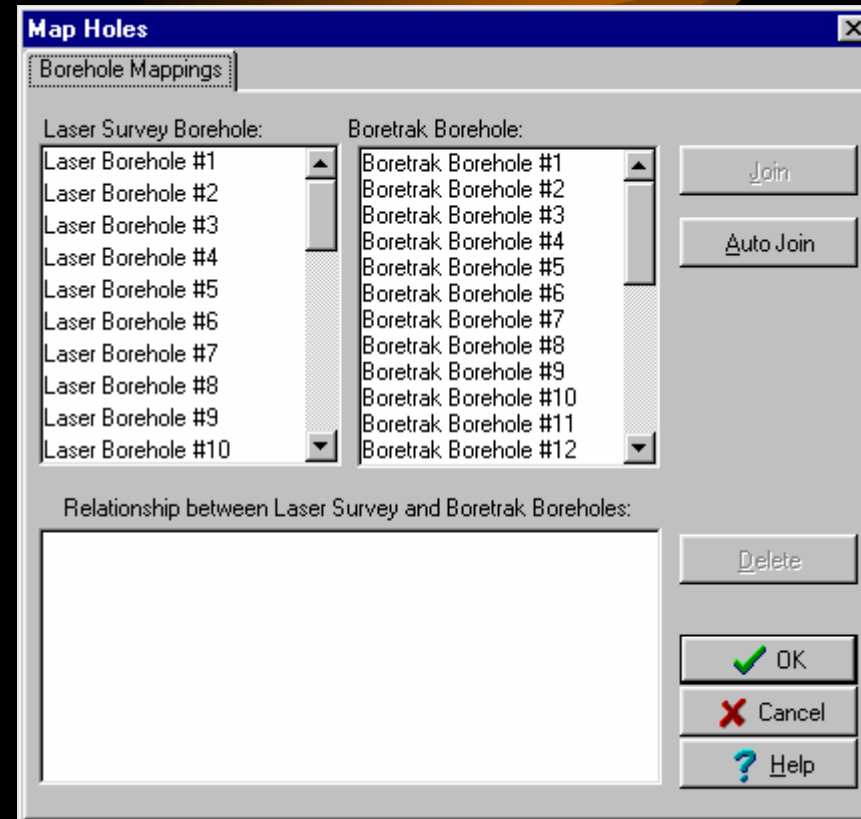 Map Holes
Borehole Mappings
Laser Survey Borehole:
Laser Borehole #1
Laser Borehole #2
Laser Borehole #3
Laser Borehole #4
Laser Borehole #5
Laser Borehole #6
Laser Borehole #7
Laser Borehole #8
Laser Borehole #9
Laser Borehole #10
Boretrak Borehole:
Boretrak Borehole #1
Boretrak Borehole #2
Boretrak Borehole #3
Boretrak Borehole #4
Boretrak Borehole #5
Boretrak Borehole #6
Boretrak Borehole #7
Boretrak Borehole #8
Boretrak Borehole #9
Boretrak Borehole #10
Boretrak Borehole #11
Boretrak Borehole #12
Join
Auto Join
Relationship between Laser Survey and Boretrak Boreholes:
Delete
OK
Cancel
Help